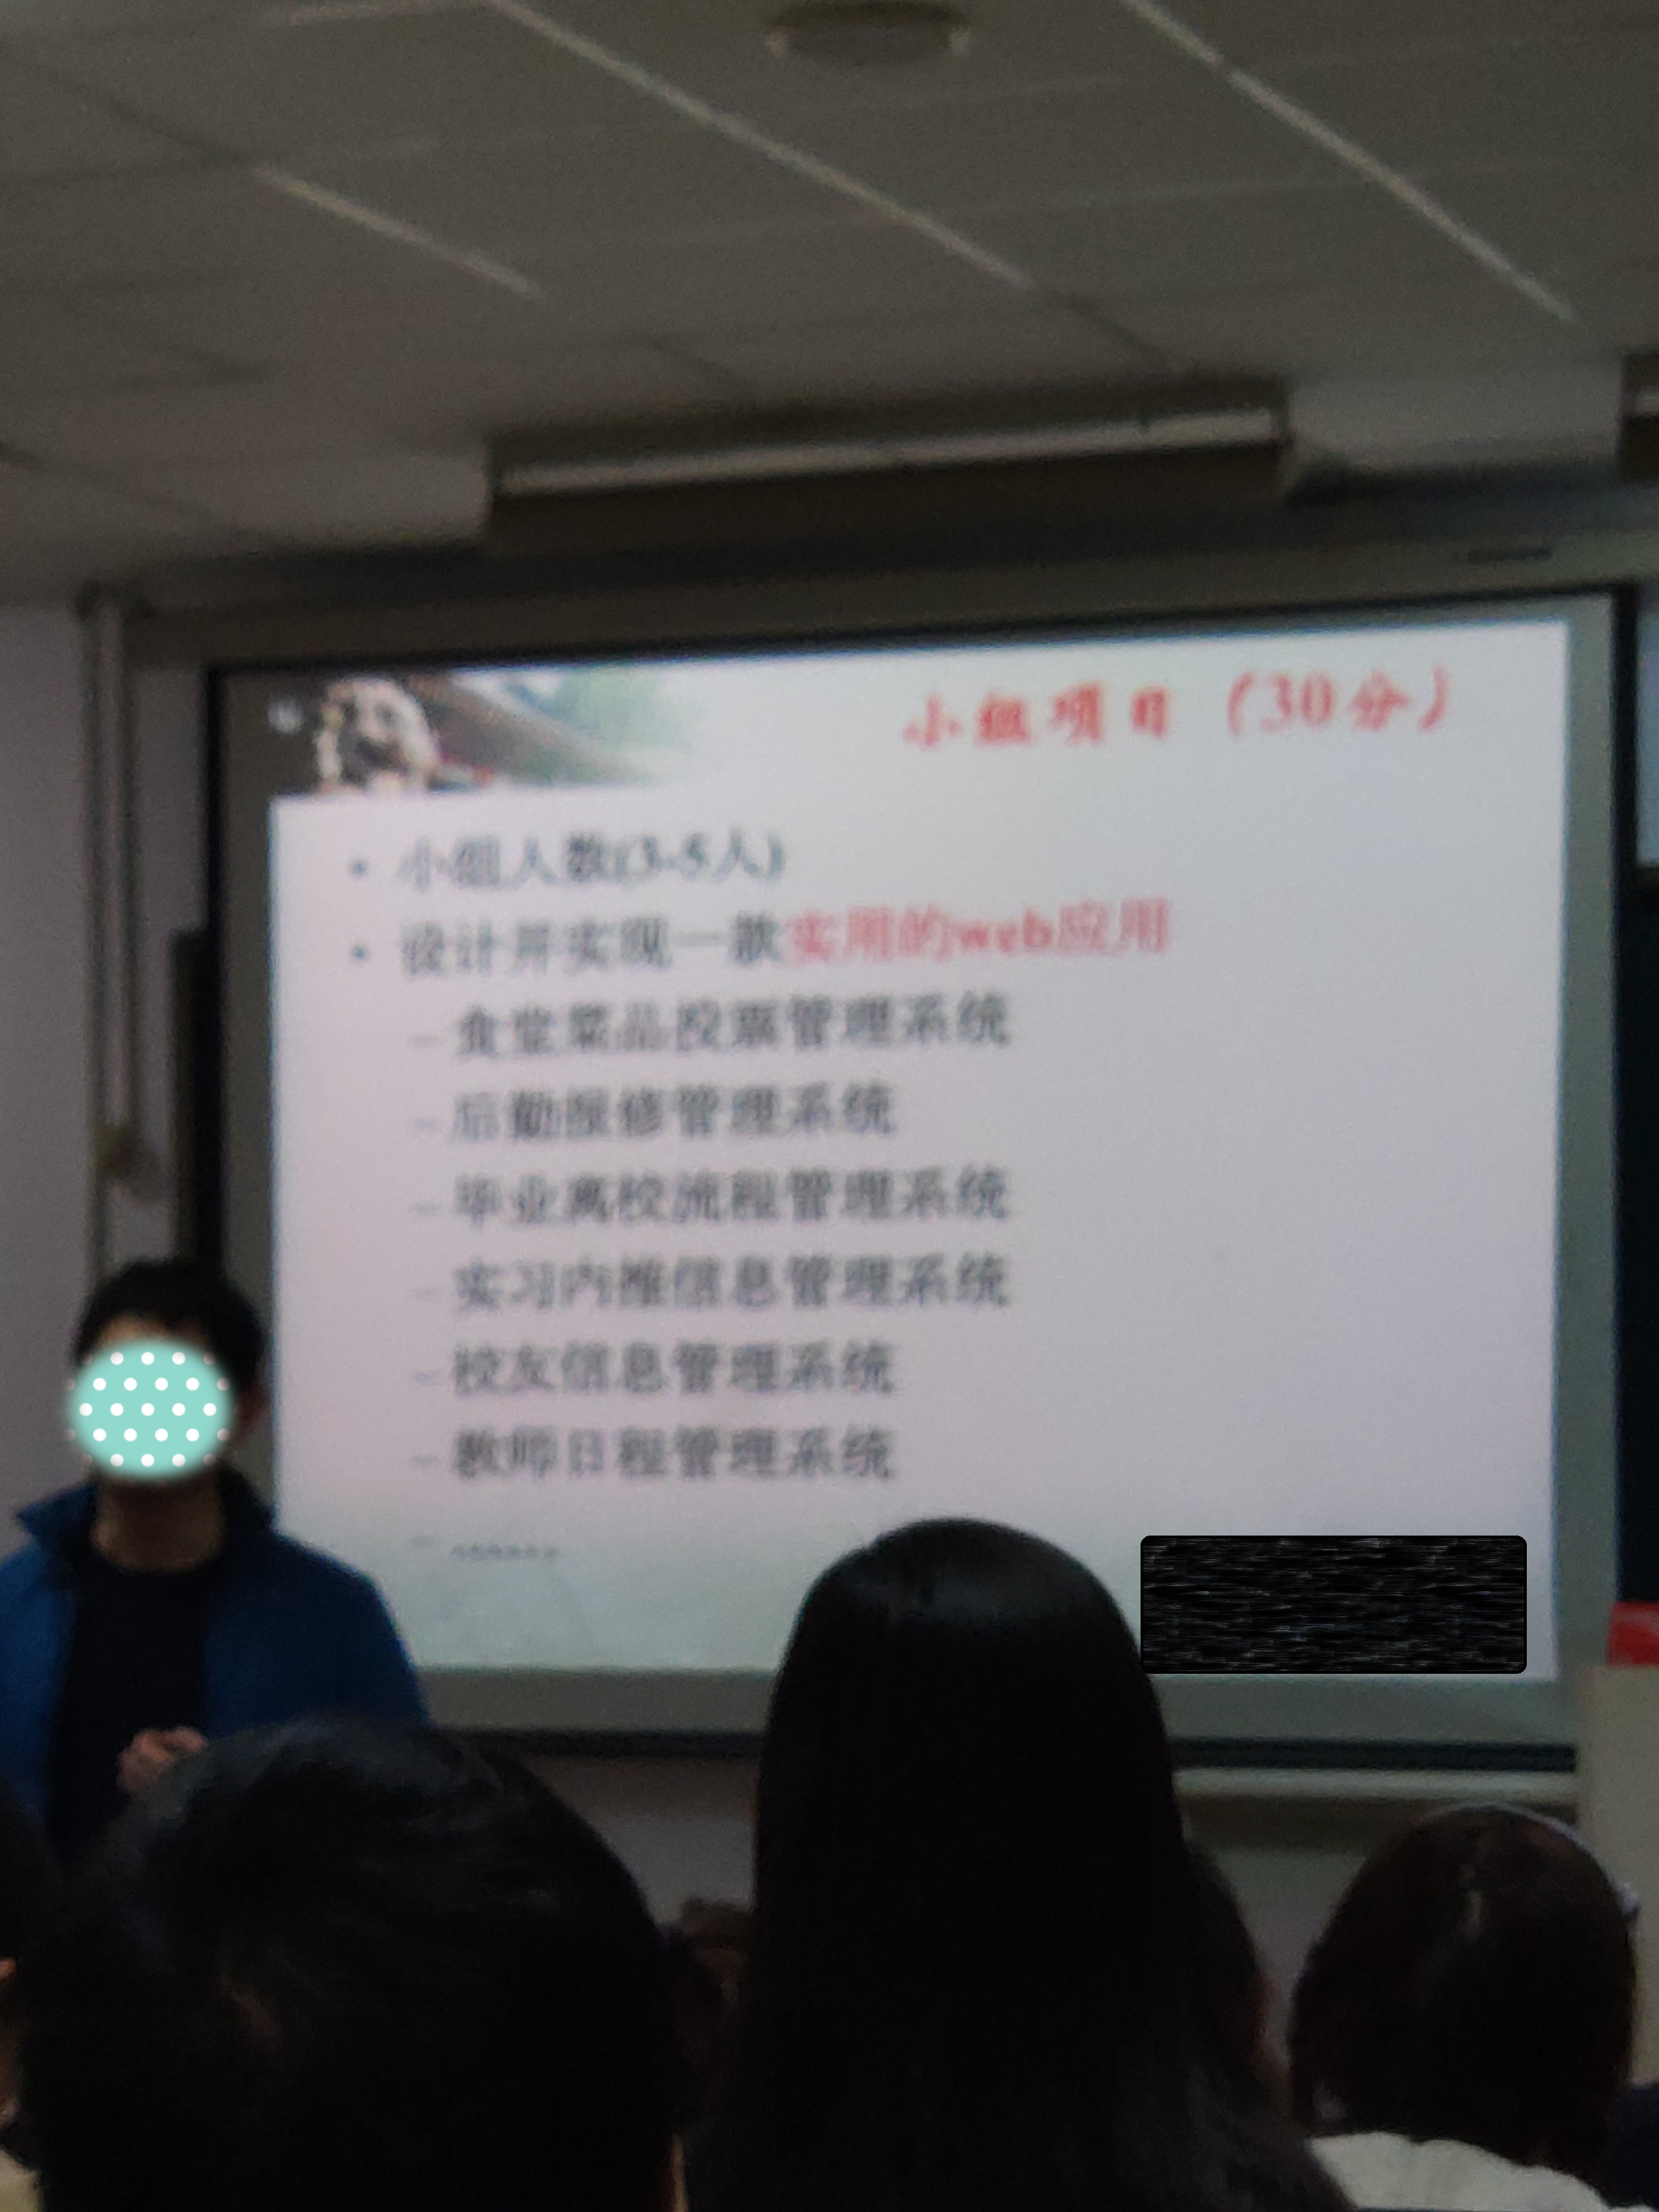 小组项目（30分）
• 小组人数(3-5人)
• 设计并实现一款实用的web应用
– 食堂菜品投票管理系统
– 后勤报修管理系统
– 毕业离校流程管理系统
– 实习内推信息管理系统
– 校友信息管理系统
– 教师日程管理系统
– ……